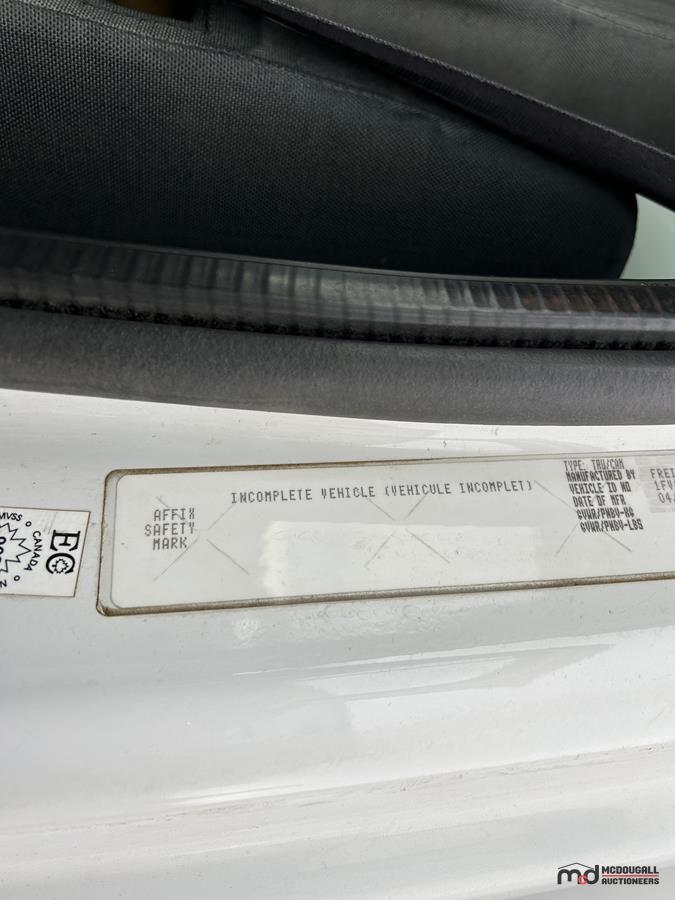 INCOMPLETE VEHICLE (VEHICULE INCOMPLET)
AFFIX
SAFETY
MARK
TYPE: TRU/CAM
MANUFACTURED BY FREI
VEHICLE ID NO 1FV
DATE OF MFR 04/
GVWR/PNBV-KG
GVWR/PNBV-LBS
MVSS
CANADA
EC
md MCDOUGALL
AUCTIONEERS